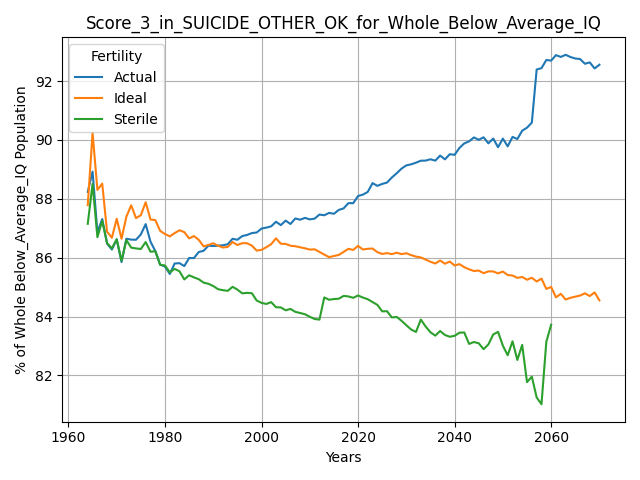 Score_3_in_SUICIDE_OTHER_OK_for_Whole_Below_Average_IQ
Fertility
Actual
Ideal
Sterile
% of Whole Below_Average_IQ Population
92
90
88
86
84
82
1960
1980
2000
2020
2040
2060
Years